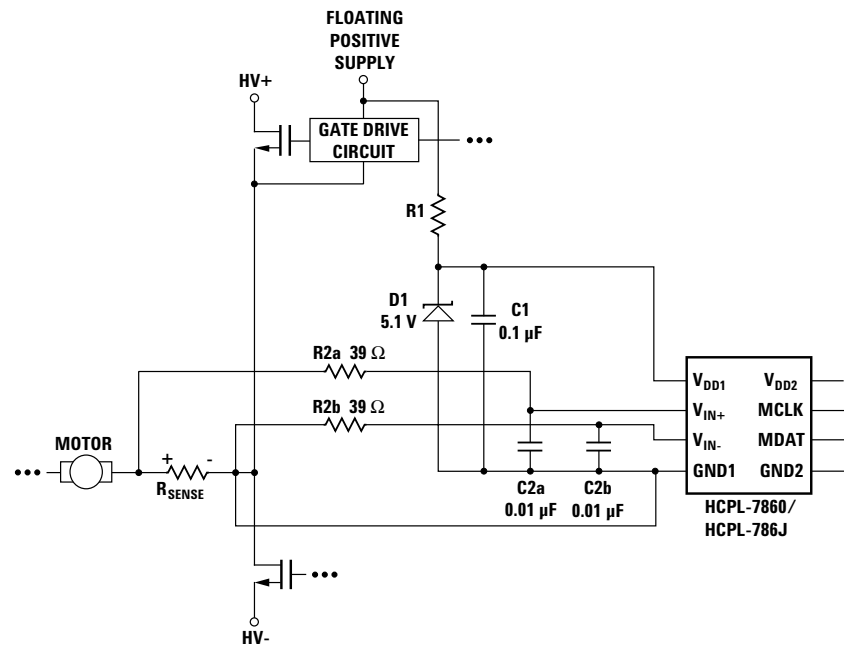 FLOATING
POSITIVE
SUPPLY
HV+
GATE DRIVE
CIRCUIT
•••
R1
D1
5.1 V
C1
0.1 µF
R2a 39 Ω
R2b 39 Ω
MOTOR
•••
+ -
RSENSE
C2a
0.01 µF
C2b
0.01 µF
VDD1
VIN+
VIN-
GND1
VDD2
MCLK
MDAT
GND2
HCPL-7860/
HCPL-786J
•••
HV-